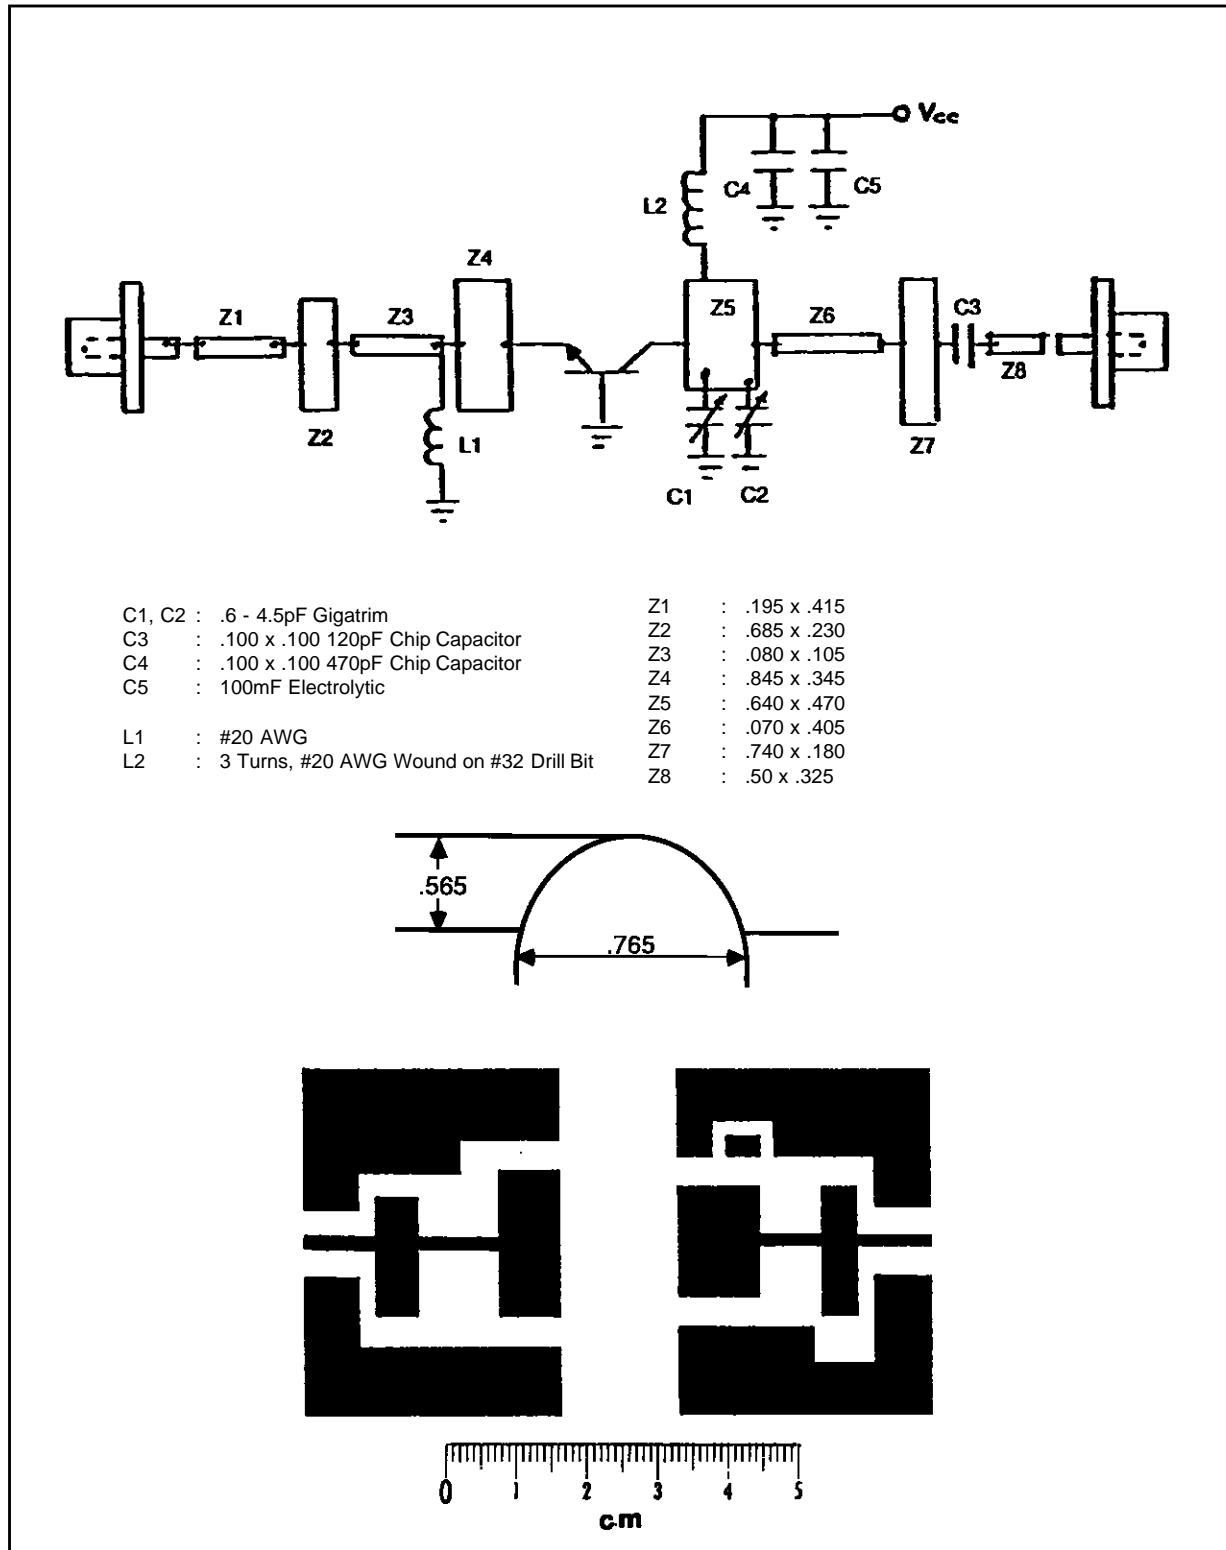 Vcc
C4
C5
L2
Z4
Z1
Z3
Z5
Z6
C3
Z8
Z2
L1
Z7
C1
C2
C1, C2 : .6 - 4.5pF Gigatrim
C3 : .100 x .100 120pF Chip Capacitor
C4 : .100 x .100 470pF Chip Capacitor
C5 : 100mF Electrolytic
L1 : #20 AWG
L2 : 3 Turns, #20 AWG Wound on #32 Drill Bit
Z1 : .195 x .415
Z2 : .685 x .230
Z3 : .080 x .105
Z4 : .845 x .345
Z5 : .640 x .470
Z6 : .070 x .405
Z7 : .740 x .180
Z8 : .50 x .325
.565
.765
0 1 2 3 4 5
cm